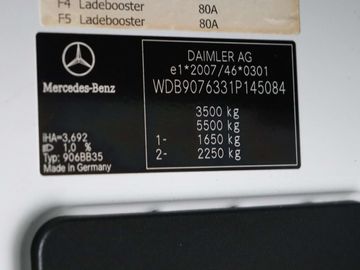 F4 Ladebooster 80A
F5 Ladebooster 80A
DAIMLER AG
e1*2007/46*0301
WDB9076331P145084
Mercedes-Benz
3500 kg
5500 kg
1- 1650 kg
2- 2250 kg
iHA=3,692
1,0 %
Typ: 906BB35
Made in Germany